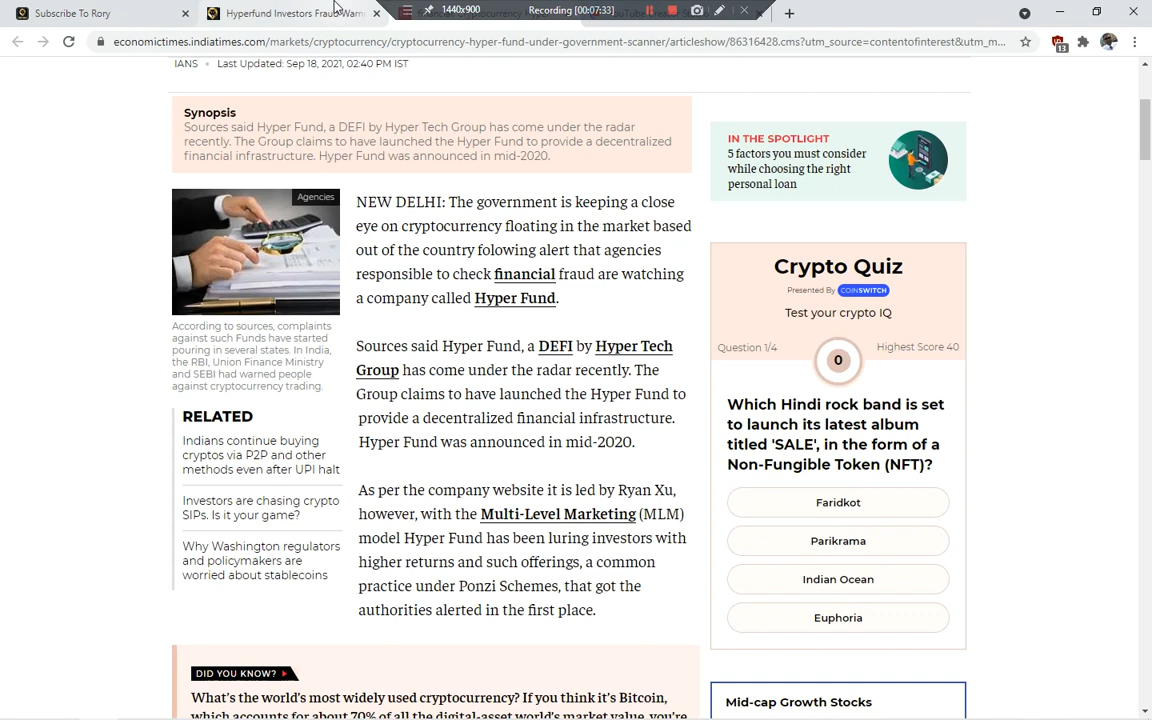 Subscribe To Rory
Hyperfund Investors Fraud Warn
1440x900
Recording [00:07:33]
economictimes.indiatimes.com/markets/cryptocurrency/cryptocurrency-hyper-fund-under-government-scanner/articleshow/86316428.cms?utm_source=contentofinterest&utm_m...
13
IANS • Last Updated: Sep 18, 2021, 02:40 PM IST
Synopsis
Sources said Hyper Fund, a DEFI by Hyper Tech Group has come under the radar
recently. The Group claims to have launched the Hyper Fund to provide a decentralized
financial infrastructure. Hyper Fund was announced in mid-2020.
Agencies
According to sources, complaints
against such Funds have started
pouring in several states. In India,
the RBI, Union Finance Ministry
and SEBI had warned people
against cryptocurrency trading.
RELATED
Indians continue buying
cryptos via P2P and other
methods even after UPI halt
Investors are chasing crypto
SIPs. Is it your game?
Why Washington regulators
and policymakers are
worried about stablecoins
NEW DELHI: The government is keeping a close
eye on cryptocurrency floating in the market based
out of the country folowing alert that agencies
responsible to check financial fraud are watching
a company called Hyper Fund.
Sources said Hyper Fund, a DEFI by Hyper Tech
Group has come under the radar recently. The
Group claims to have launched the Hyper Fund to
provide a decentralized financial infrastructure.
Hyper Fund was announced in mid-2020.
As per the company website it is led by Ryan Xu,
however, with the Multi-Level Marketing (MLM)
model Hyper Fund has been luring investors with
higher returns and such offerings, a common
practice under Ponzi Schemes, that got the
authorities alerted in the first place.
DID YOU KNOW?
What's the world's most widely used cryptocurrency? If you think it's Bitcoin,
which accounts for about 70% of all the digital-asset world's market value, you're
IN THE SPOTLIGHT
5 factors you must consider
while choosing the right
personal loan
Crypto Quiz
Presented By COINSWITCH
Test your crypto IQ
Question 1/4
0
Highest Score 40
Which Hindi rock band is set
to launch its latest album
titled 'SALE', in the form of a
Non-Fungible Token (NFT)?
Faridkot
Parikrama
Indian Ocean
Euphoria
Mid-cap Growth Stocks